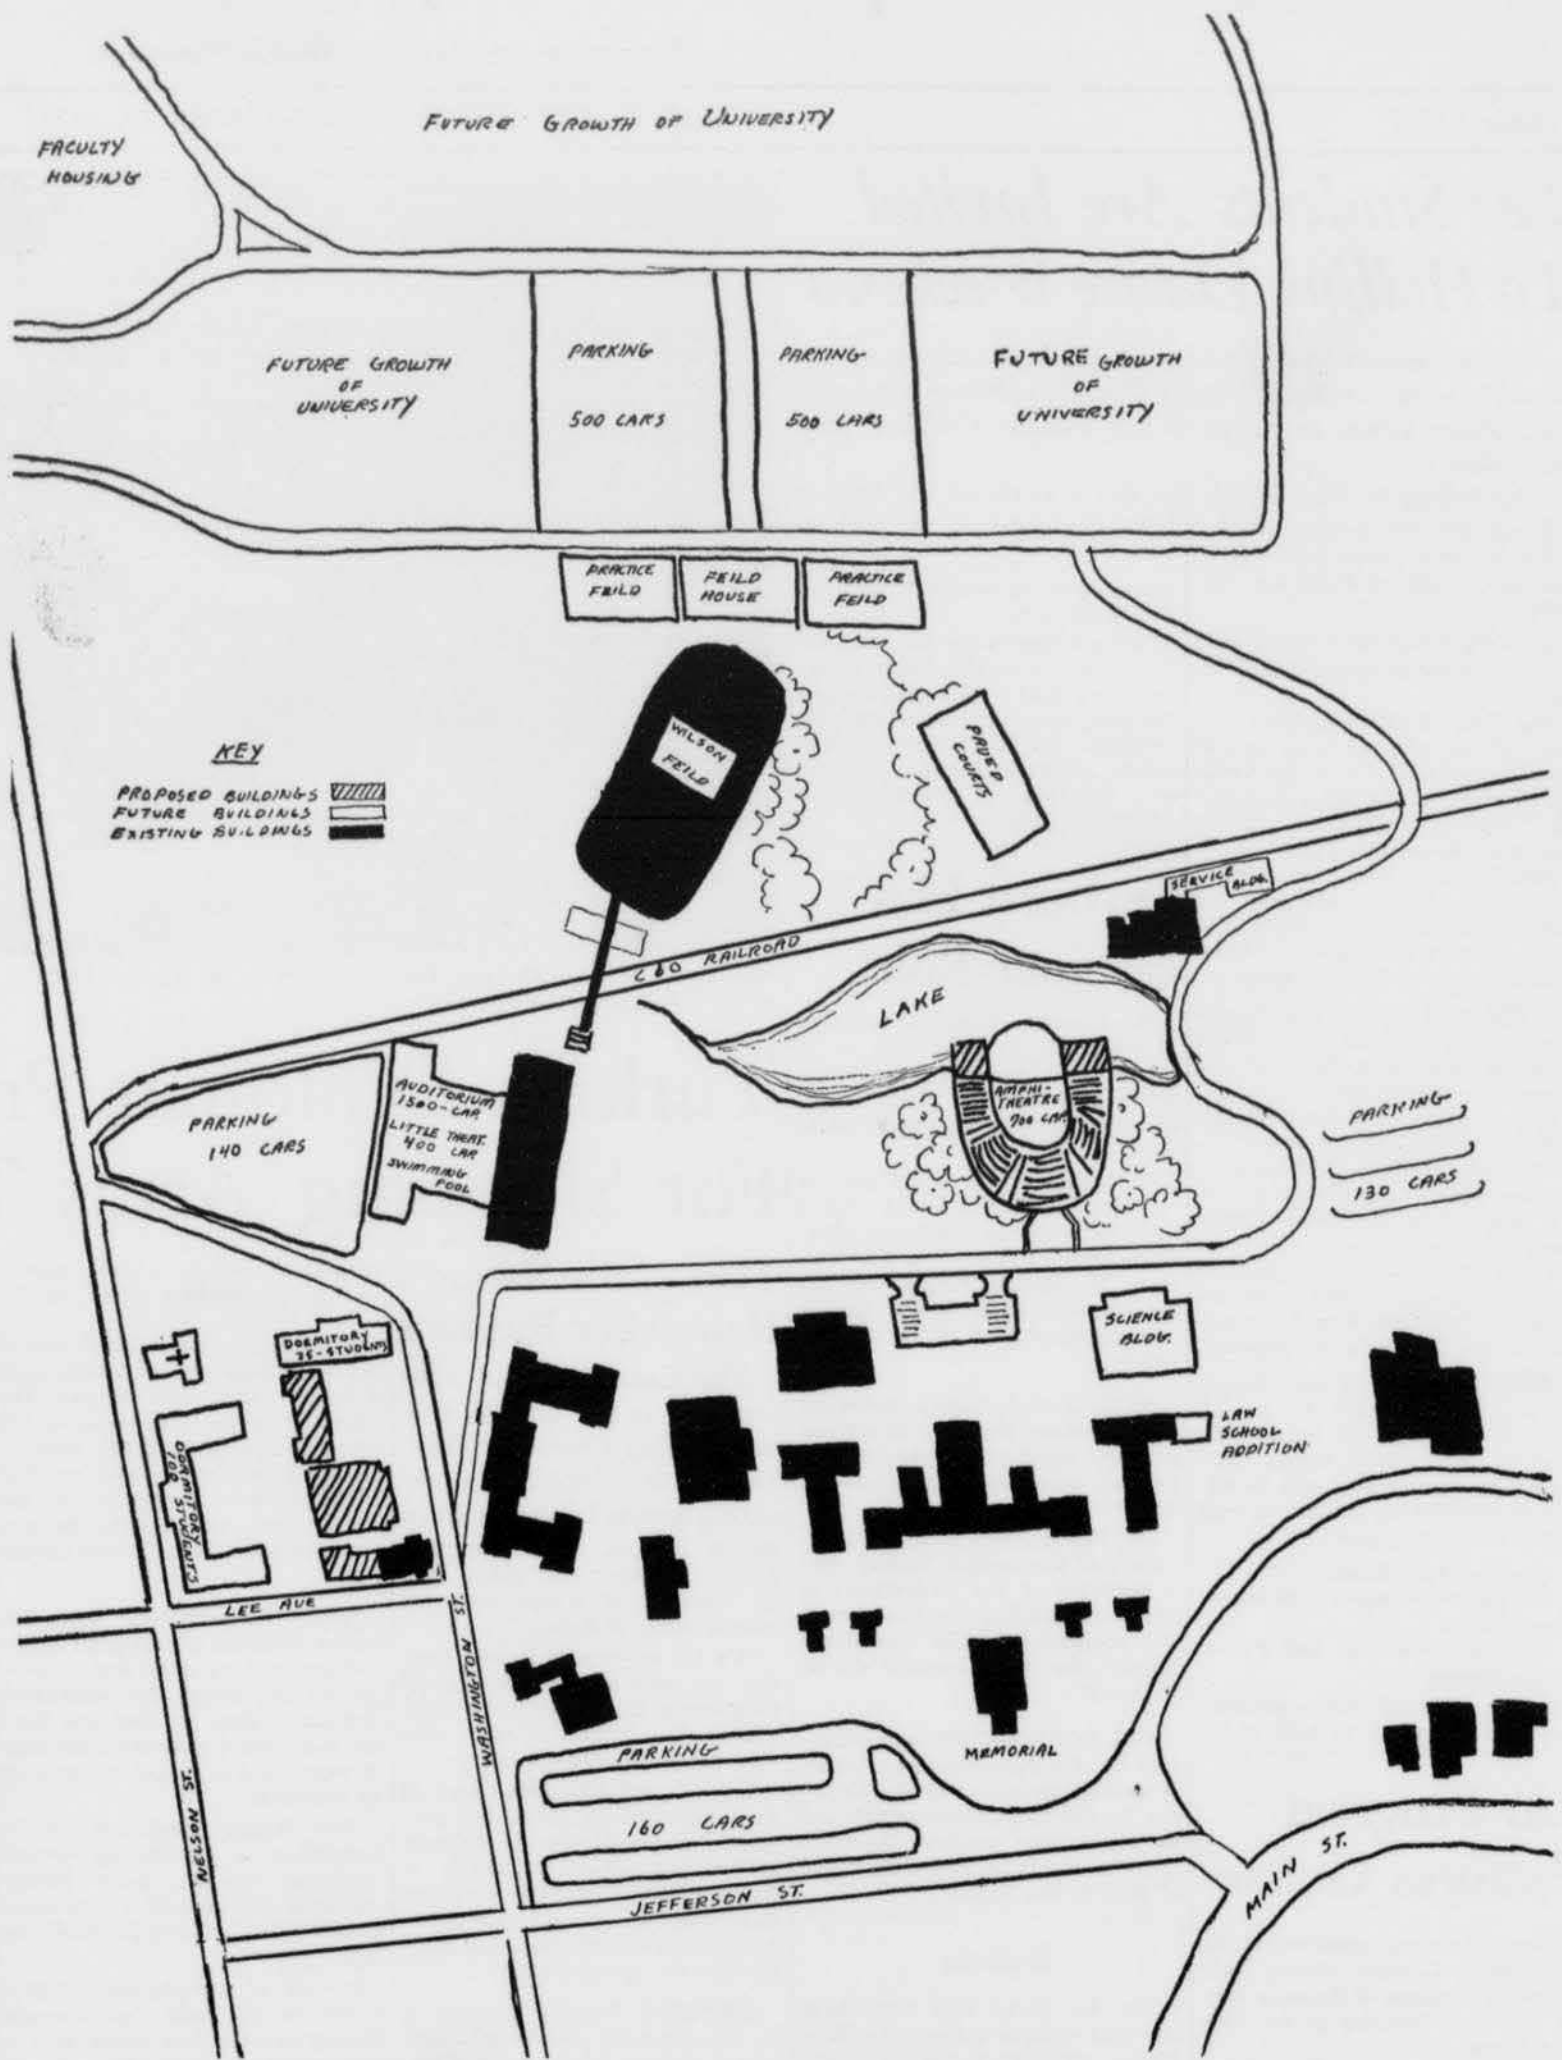 FUTURE GROWTH OF UNIVERSITY
FACULTY
HOUSING
FUTURE GROWTH
OF
UNIVERSITY
PARKING
500 CARS
PARKING
500 CARS
FUTURE GROWTH
OF
UNIVERSITY
PRACTICE
FEILD
FEILD
HOUSE
PRACTICE
FEILD
WILSON
FEILD
PAVED
COURTS
KEY
PROPOSED BUILDINGS
FUTURE BUILDINGS
EXISTING BUILDINGS
SERVICE
BLDG.
C&O RAILROAD
LAKE
AUDITORIUM
1500-CAP.
LITTLE THEAT.
400 CAP
SWIMMING
POOL
PARKING
140 CARS
AMPHI-
THEATRE
700 CAP.
PARKING
130 CARS
DORMITORY
75-STUDENTS
SCIENCE
BLDG.
LAW
SCHOOL
ADDITION
DORMITORY
100 STUDENTS
LEE AVE
WASHINGTON ST.
NELSON ST.
PARKING
160 CARS
MEMORIAL
JEFFERSON ST.
MAIN ST.